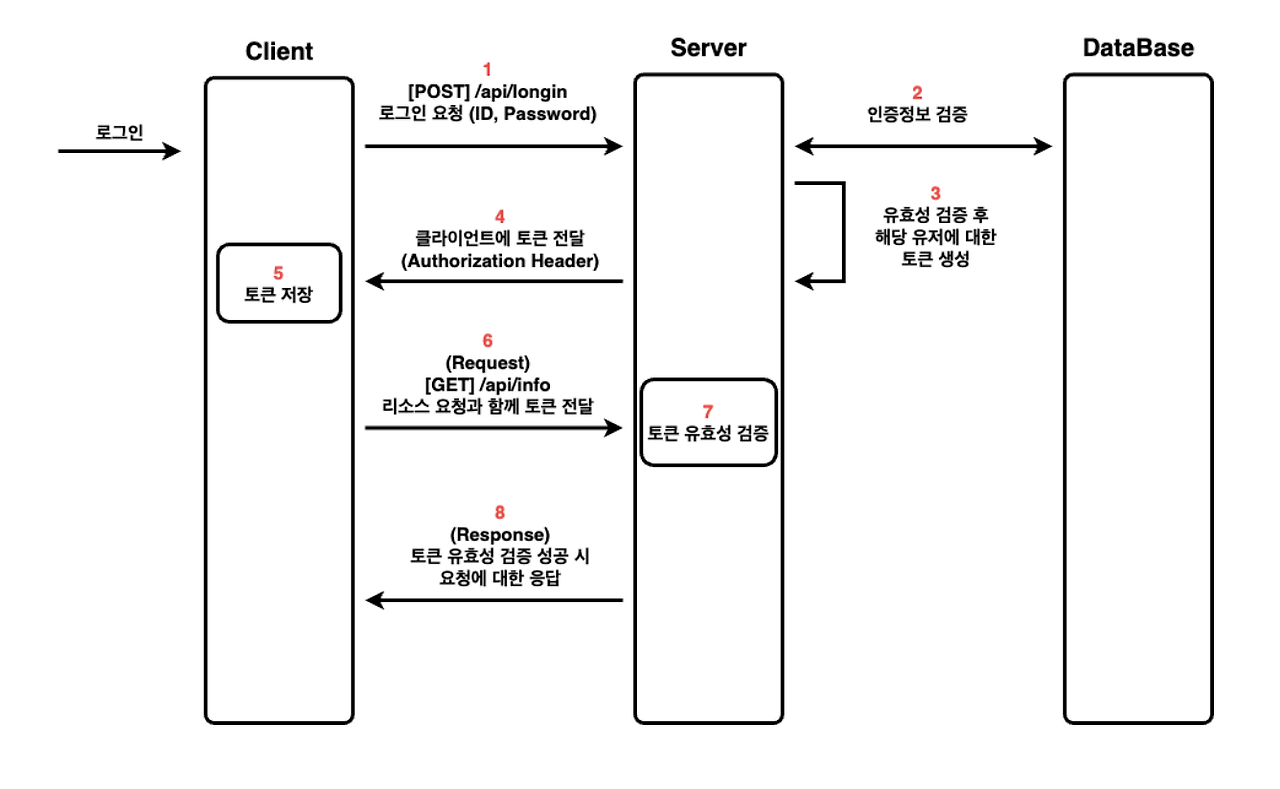 Client
Server
DataBase
로그인
1
[POST] /api/longin
로그인 요청 (ID, Password)
2
인증정보 검증
3
유효성 검증 후
해당 유저에 대한
토큰 생성
4
클라이언트에 토큰 전달
(Authorization Header)
5
토큰 저장
6
(Request)
[GET] /api/info
리소스 요청과 함께 토큰 전달
7
토큰 유효성 검증
8
(Response)
토큰 유효성 검증 성공 시
요청에 대한 응답